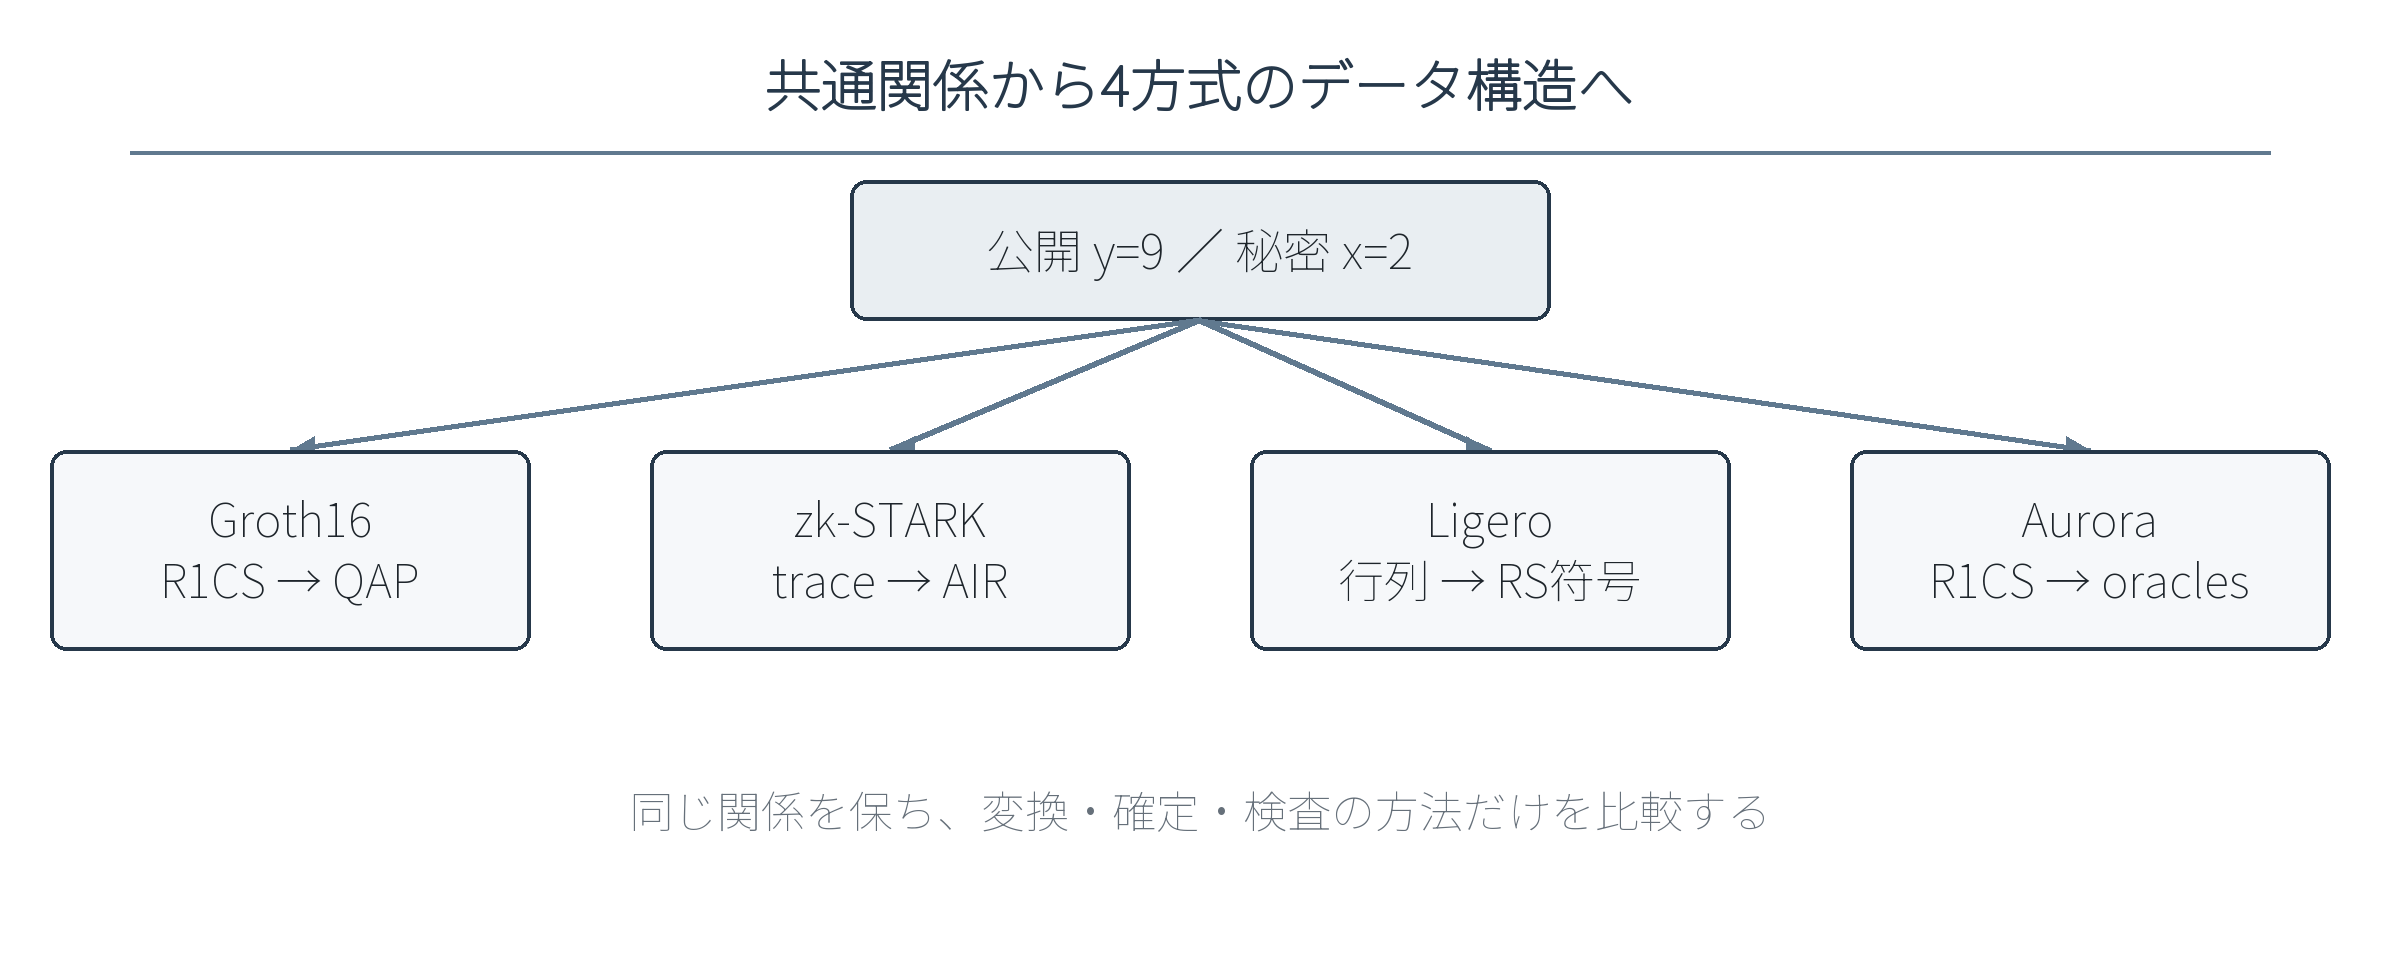 共通関係から4方式のデータ構造へ
公開 y=9 ／ 秘密 x=2
Groth16
R1CS → QAP
zk-STARK
trace → AIR
Ligero
行列 → RS符号
Aurora
R1CS → oracles
同じ関係を保ち、変換・確定・検査の方法だけを比較する